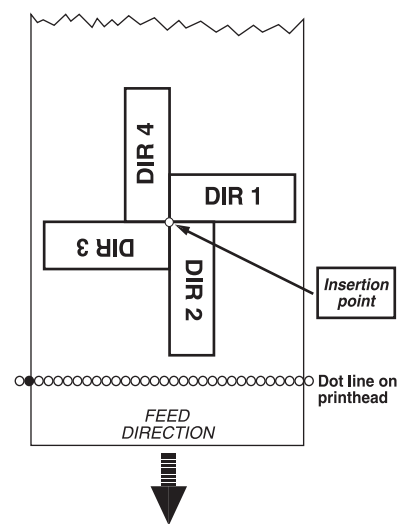 DIR 4
DIR 1
DIR 3
DIR 2
Insertion
point
Dot line on
printhead
FEED
DIRECTION